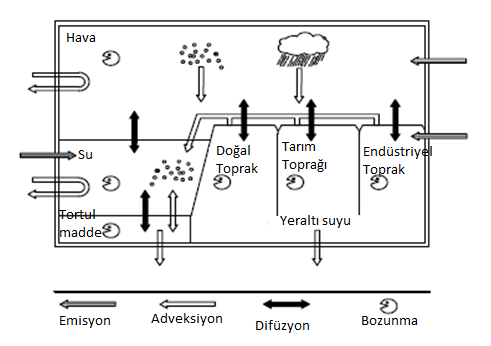 Hava
Su
Doğal
Toprak
Tarım
Toprağı
Endüstriyel
Toprak
Tortul
madde
Yeraltı suyu
Emisyon
Adveksiyon
Difüzyon
Bozunma